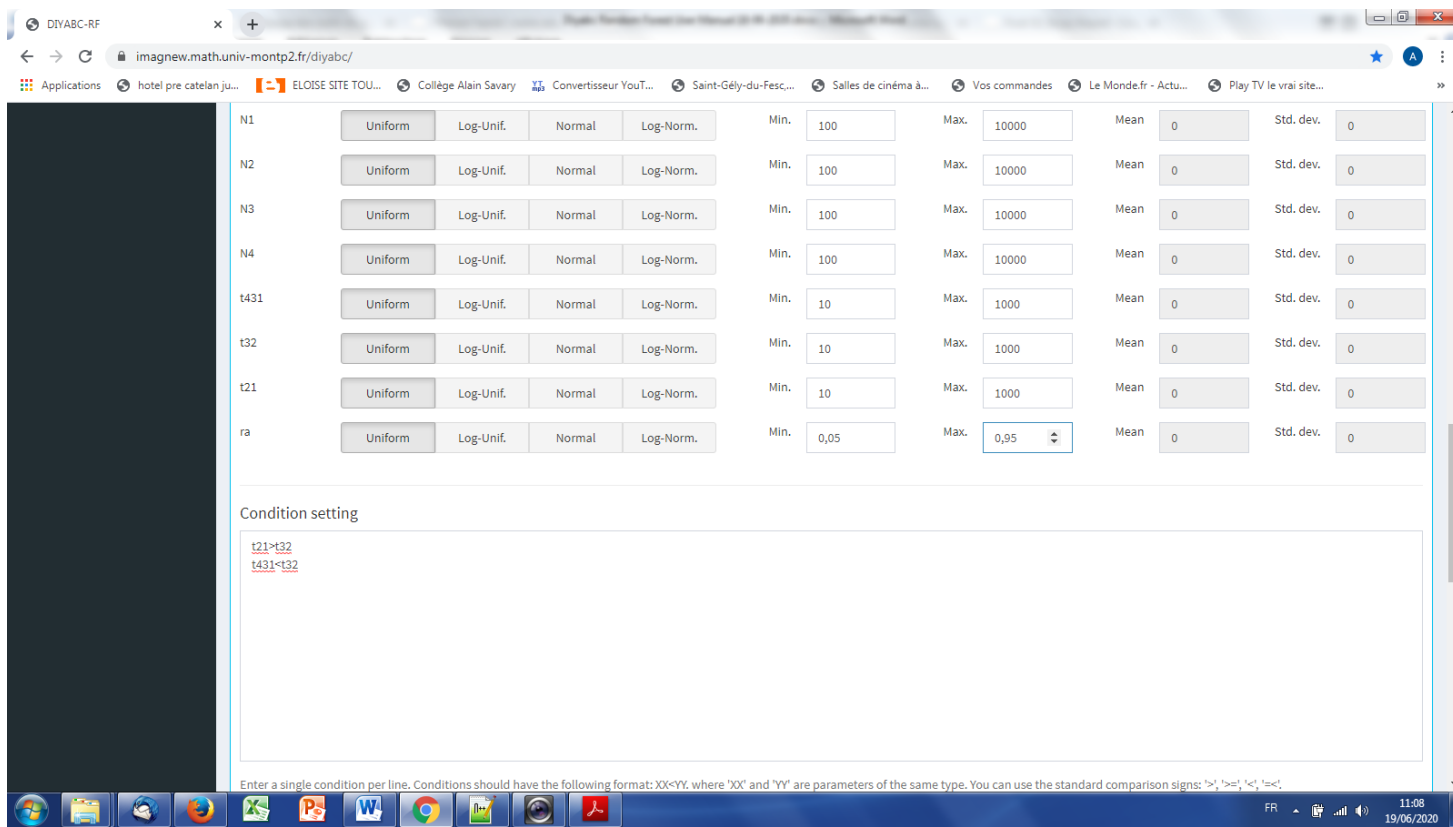 DIYABC-RF
imagnew.math.univ-montp2.fr/diyabc/ A
Applications hotel pre catelan ju... ELOISE SITE TOU... Collège Alain Savary Convertisseur YouT... Saint-Gély-du-Fesc,... Salles de cinéma à... Vos commandes Le Monde.fr - Actu... Play TV le vrai site... »
N1 Uniform Log-Unif. Normal Log-Norm. Min. 100 Max. 10000 Mean 0 Std. dev. 0
N2 Uniform Log-Unif. Normal Log-Norm. Min. 100 Max. 10000 Mean 0 Std. dev. 0
N3 Uniform Log-Unif. Normal Log-Norm. Min. 100 Max. 10000 Mean 0 Std. dev. 0
N4 Uniform Log-Unif. Normal Log-Norm. Min. 100 Max. 10000 Mean 0 Std. dev. 0
t431 Uniform Log-Unif. Normal Log-Norm. Min. 10 Max. 1000 Mean 0 Std. dev. 0
t32 Uniform Log-Unif. Normal Log-Norm. Min. 10 Max. 1000 Mean 0 Std. dev. 0
t21 Uniform Log-Unif. Normal Log-Norm. Min. 10 Max. 1000 Mean 0 Std. dev. 0
ra Uniform Log-Unif. Normal Log-Norm. Min. 0,05 Max. 0,95 Mean 0 Std. dev. 0
Condition setting
t21>t32
t431<t32
Enter a single condition per line. Conditions should have the following format: XX<YY. where 'XX' and 'YY' are parameters of the same type. You can use the standard comparison signs: '>', '>=', '<', '=<'.
FR 11:08
19/06/2020